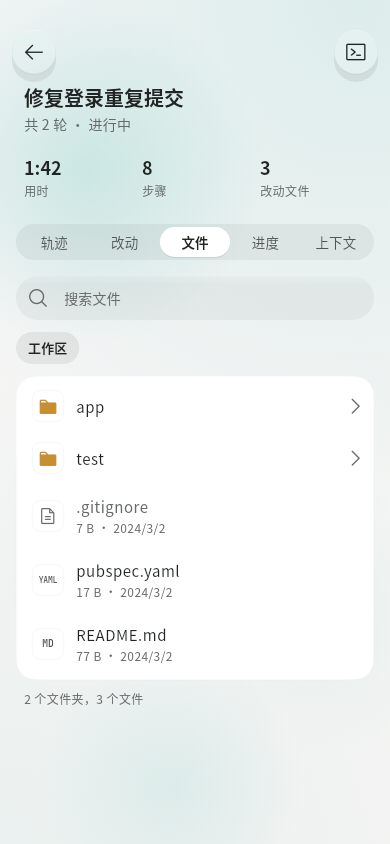 修复登录重复提交
共 2 轮 · 进行中
1:42 8 3
用时 步骤 改动文件
轨迹 改动 文件 进度 上下文
搜索文件
工作区
app
test
.gitignore
7 B · 2024/3/2
YAML pubspec.yaml
17 B · 2024/3/2
MD README.md
77 B · 2024/3/2
2 个文件夹，3 个文件